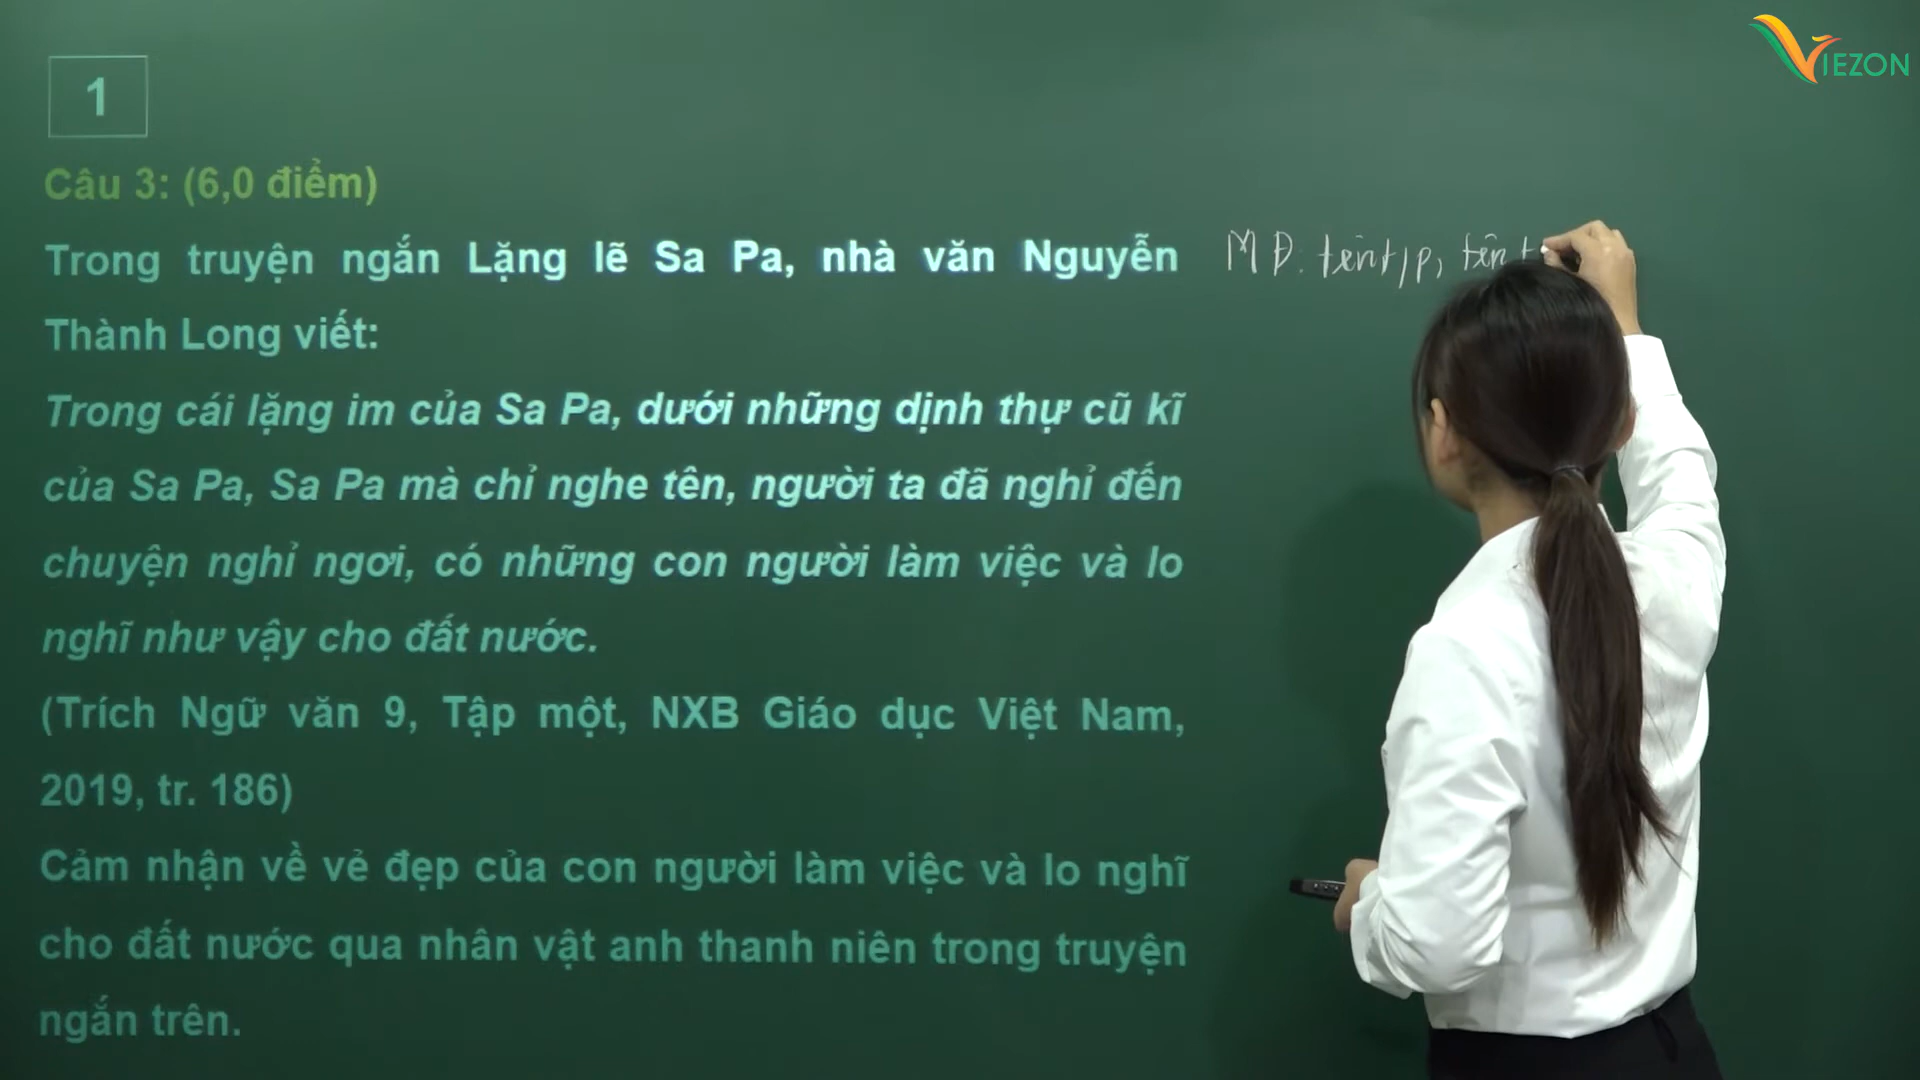 VIEZON
1
Câu 3: (6,0 điểm)
Trong truyện ngắn Lặng lẽ Sa Pa, nhà văn Nguyễn
Thành Long viết:
Trong cái lặng im của Sa Pa, dưới những dịnh thự cũ kĩ
của Sa Pa, Sa Pa mà chỉ nghe tên, người ta đã nghỉ đến
chuyện nghỉ ngơi, có những con người làm việc và lo
nghĩ như vậy cho đất nước.
(Trích Ngữ văn 9, Tập một, NXB Giáo dục Việt Nam,
2019, tr. 186)
Cảm nhận về vẻ đẹp của con người làm việc và lo nghĩ
cho đất nước qua nhân vật anh thanh niên trong truyện
ngắn trên.
MĐ: tên t/p, tên t